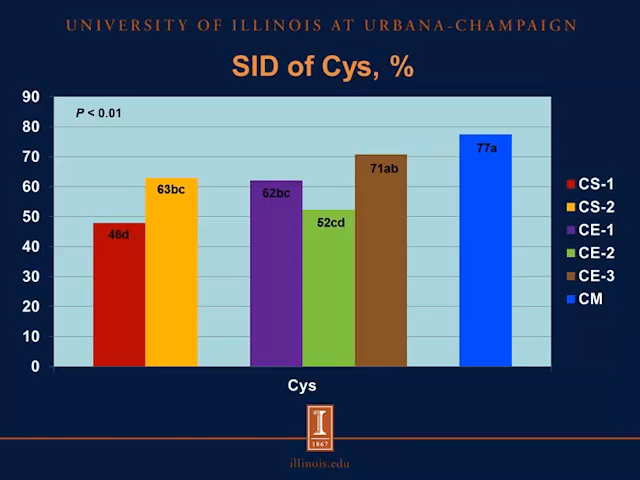 UNIVERSITY OF ILLINOIS AT URBANA-CHAMPAIGN
SID of Cys, %
90
80
70
60
50
40
30
20
10
0
P < 0.01
48d
63bc
62bc
52cd
71ab
77a
Cys
CS-1
CS-2
CE-1
CE-2
CE-3
CM
I
1867
illinois.edu